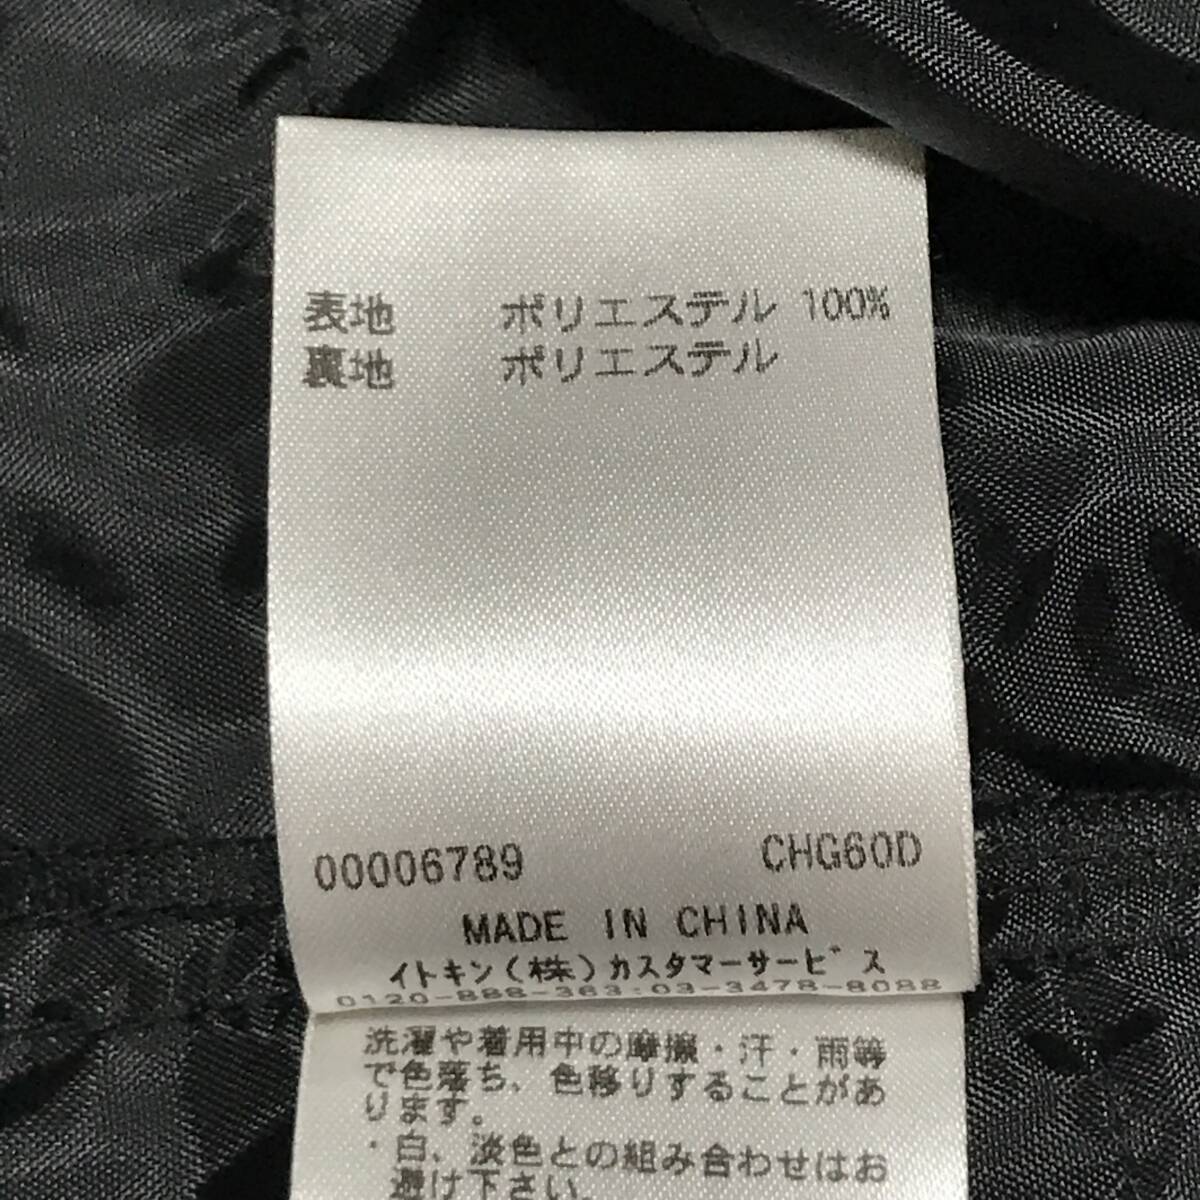 表地 ポリエステル 100%
裏地 ポリエステル
00006789 CHG60D
MADE IN CHINA
イトキン(株)カスタマーサービス
0120-888-363:03-3478-8088
洗濯や着用中の摩擦・汗・雨等
で色落ち、色移りすることがあ
ります。
・白、淡色との組み合わせはお
避け下さい。